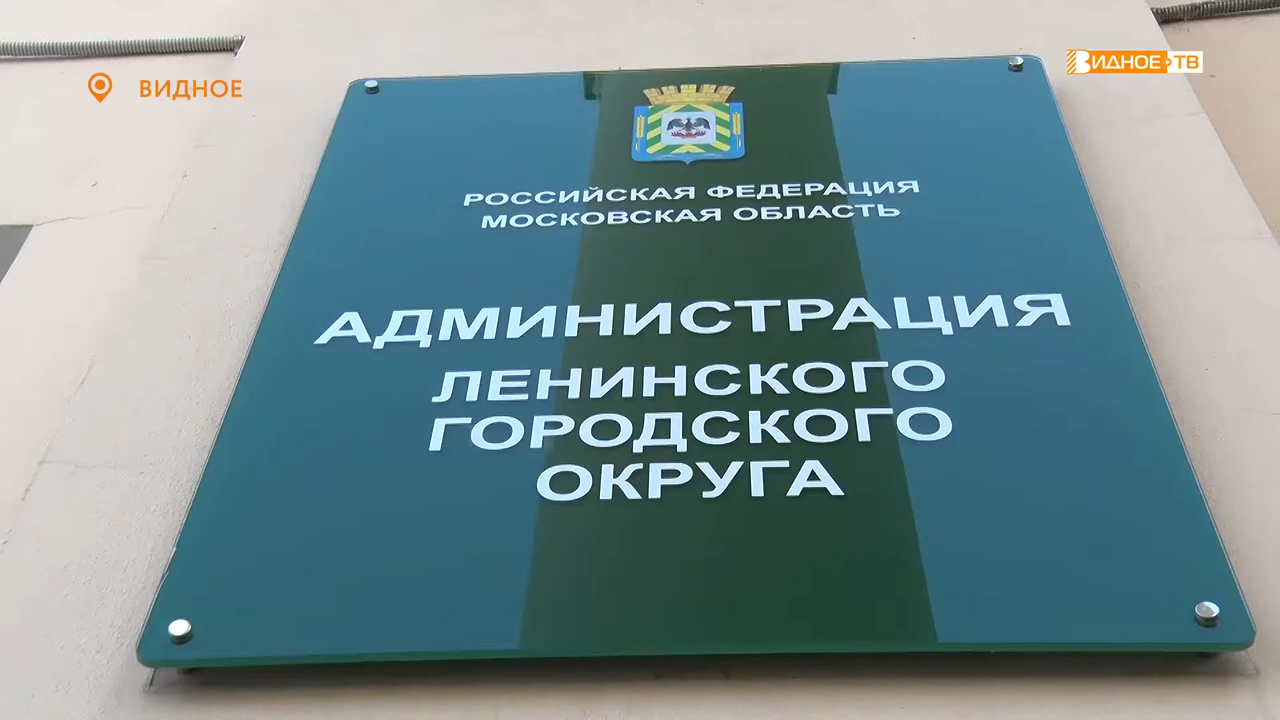 ВИДНОЕ
ВИДНОЕ ТВ
РОССИЙСКАЯ ФЕДЕРАЦИЯ
МОСКОВСКАЯ ОБЛАСТЬ
АДМИНИСТРАЦИЯ
ЛЕНИНСКОГО
ГОРОДСКОГО
ОКРУГА